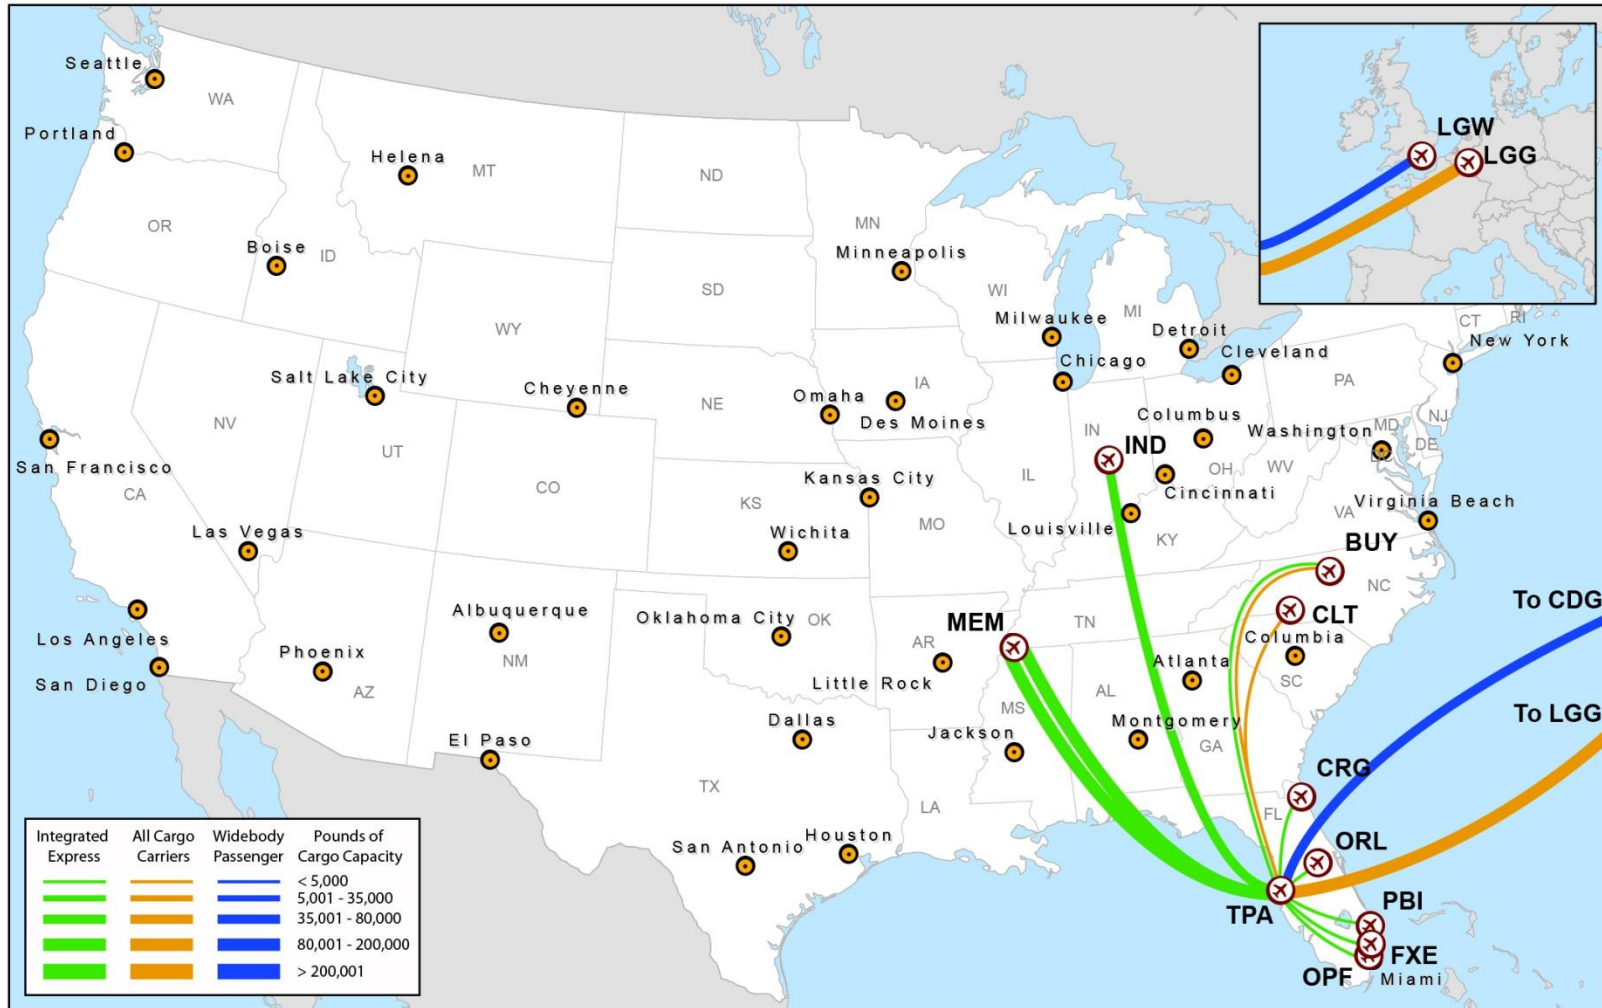 Seattle
WA
Portland
Helena
MT
ND
MN
OR
Boise
ID
Minneapolis
SD
WI
WY
Milwaukee
MI
Detroit
Chicago
Cleveland
LGW
LGG
CT
RI
New York
Salt Lake City
Cheyenne
NE
Omaha
IA
Des Moines
PA
NJ
NV
UT
Columbus
Washington
MD
DE
DC
San Francisco
CA
CO
KS
Kansas City
IL
IN
IND
OH
WV
Cincinnati
Virginia Beach
VA
Las Vegas
Wichita
MO
Louisville
KY
BUY
NC
Los Angeles
San Diego
Albuquerque
NM
Phoenix
AZ
Oklahoma City
OK
AR
MEM
TN
CLT
Columbia
SC
To CDG
Little Rock
Atlanta
AL
MS
Montgomery
GA
Jackson
Dallas
El Paso
TX
LA
To LGG
CRG
FL
San Antonio
Houston
ORL
TPA
PBI
FXE
OPF
Miami
Integrated
Express
All Cargo
Carriers
Widebody
Passenger
Pounds of
Cargo Capacity
< 5,000
5,001 - 35,000
35,001 - 80,000
80,001 - 200,000
> 200,001